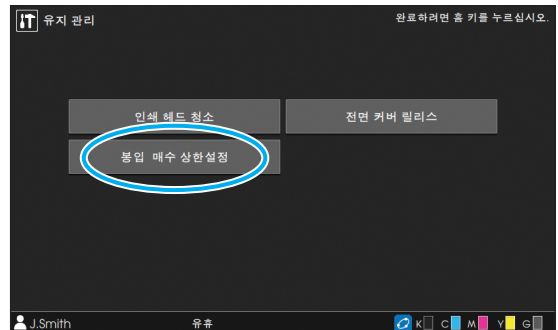 유지 관리
완료하려면 홈 키를 누르십시오.
인쇄 헤드 청소
전면 커버 릴리스
봉입 매수 상한설정
J.Smith
유휴
K C M Y G